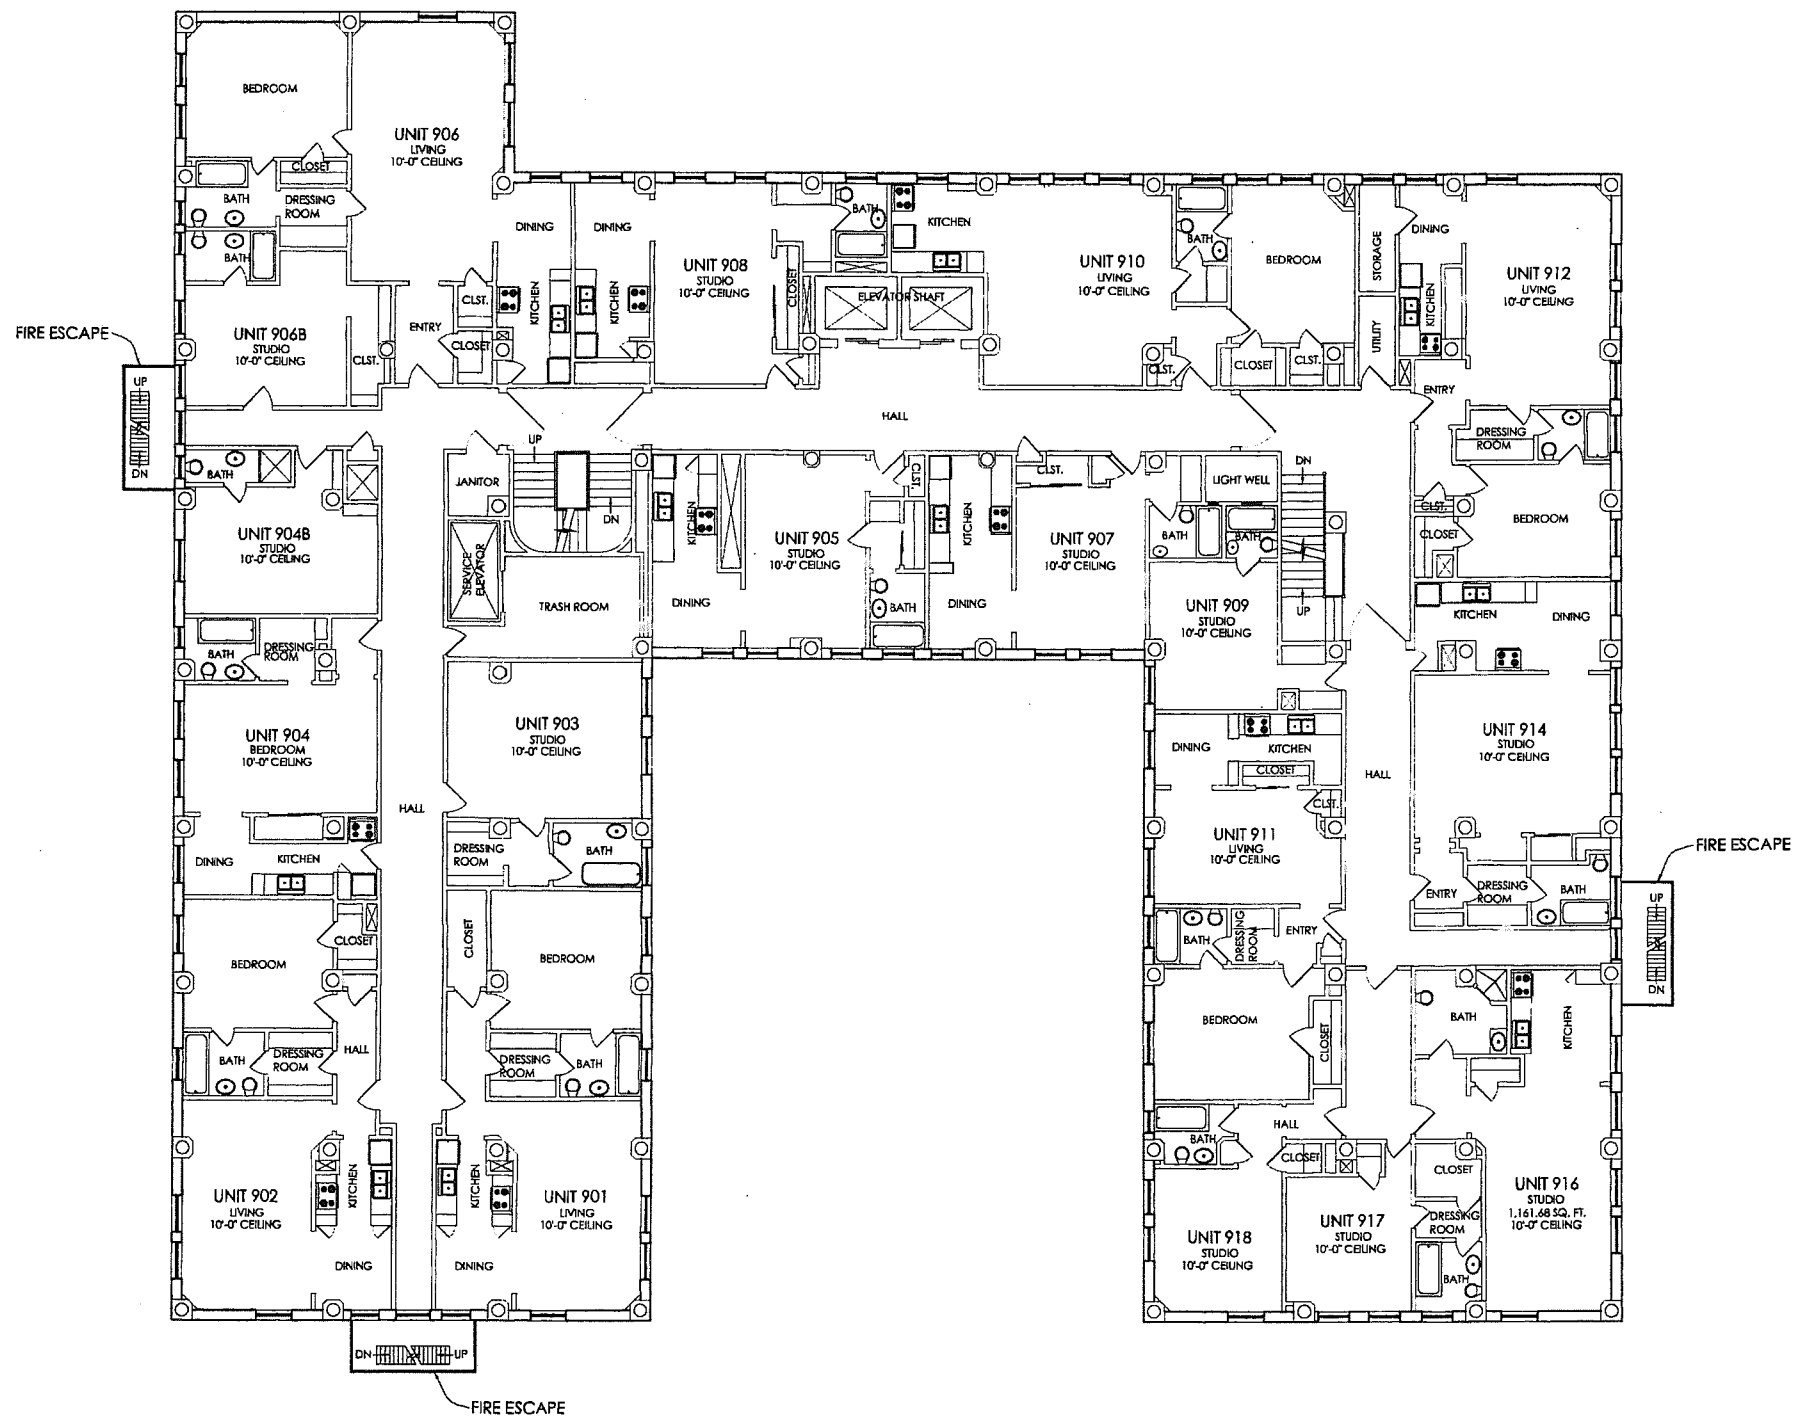 BEDROOM
UNIT 906
LIVING
10'-0" CEILING
CLOSET
BATH
DRESSING
ROOM
BATH
DINING
DINING
BATH
KITCHEN
BATH
STORAGE
DINING
UNIT 908
STUDIO
10'-0" CEILING
CLOSET
ELEVATOR SHAFT
UNIT 910
LIVING
10'-0" CEILING
BEDROOM
UNIT 912
LIVING
10'-0" CEILING
CLST.
KITCHEN
KITCHEN
KITCHEN
FIRE ESCAPE
UNIT 906B
STUDIO
10'-0" CEILING
CLST.
ENTRY
CLOSET
CLST.
CLOSET
CLST.
UTILITY
UP
DN
HALL
ENTRY
DRESSING
ROOM
BATH
UP
DN
JANITOR
CLST.
CLST.
LIGHT WELL
DN
CLST.
BEDROOM
CLOSET
UNIT 904B
STUDIO
10'-0" CEILING
SERVICE
ELEVATOR
KITCHEN
UNIT 905
STUDIO
10'-0" CEILING
KITCHEN
UNIT 907
STUDIO
10'-0" CEILING
BATH
BATH
TRASH ROOM
DINING
BATH
DINING
UNIT 909
STUDIO
10'-0" CEILING
UP
KITCHEN
DINING
BATH
DRESSING
ROOM
UNIT 904
BEDROOM
10'-0" CEILING
UNIT 903
STUDIO
10'-0" CEILING
DINING
KITCHEN
CLOSET
HALL
UNIT 914
STUDIO
10'-0" CEILING
HALL
CLST.
UNIT 911
LIVING
10'-0" CEILING
DINING
KITCHEN
DRESSING
ROOM
BATH
FIRE ESCAPE
ENTRY
DRESSING
ROOM
BATH
UP
DN
BEDROOM
CLOSET
CLOSET
BEDROOM
BATH
DRESSING
ROOM
ENTRY
BEDROOM
CLOSET
BATH
KITCHEN
BATH
DRESSING
ROOM
HALL
DRESSING
ROOM
BATH
BATH
HALL
CLOSET
CLOSET
UNIT 902
LIVING
10'-0" CEILING
KITCHEN
KITCHEN
UNIT 901
LIVING
10'-0" CEILING
UNIT 918
STUDIO
10'-0" CEILING
UNIT 917
STUDIO
10'-0" CEILING
DRESSING
ROOM
UNIT 916
STUDIO
1,161.68 SQ. FT.
10'-0" CEILING
DINING
DINING
BATH
DN
UP
FIRE ESCAPE